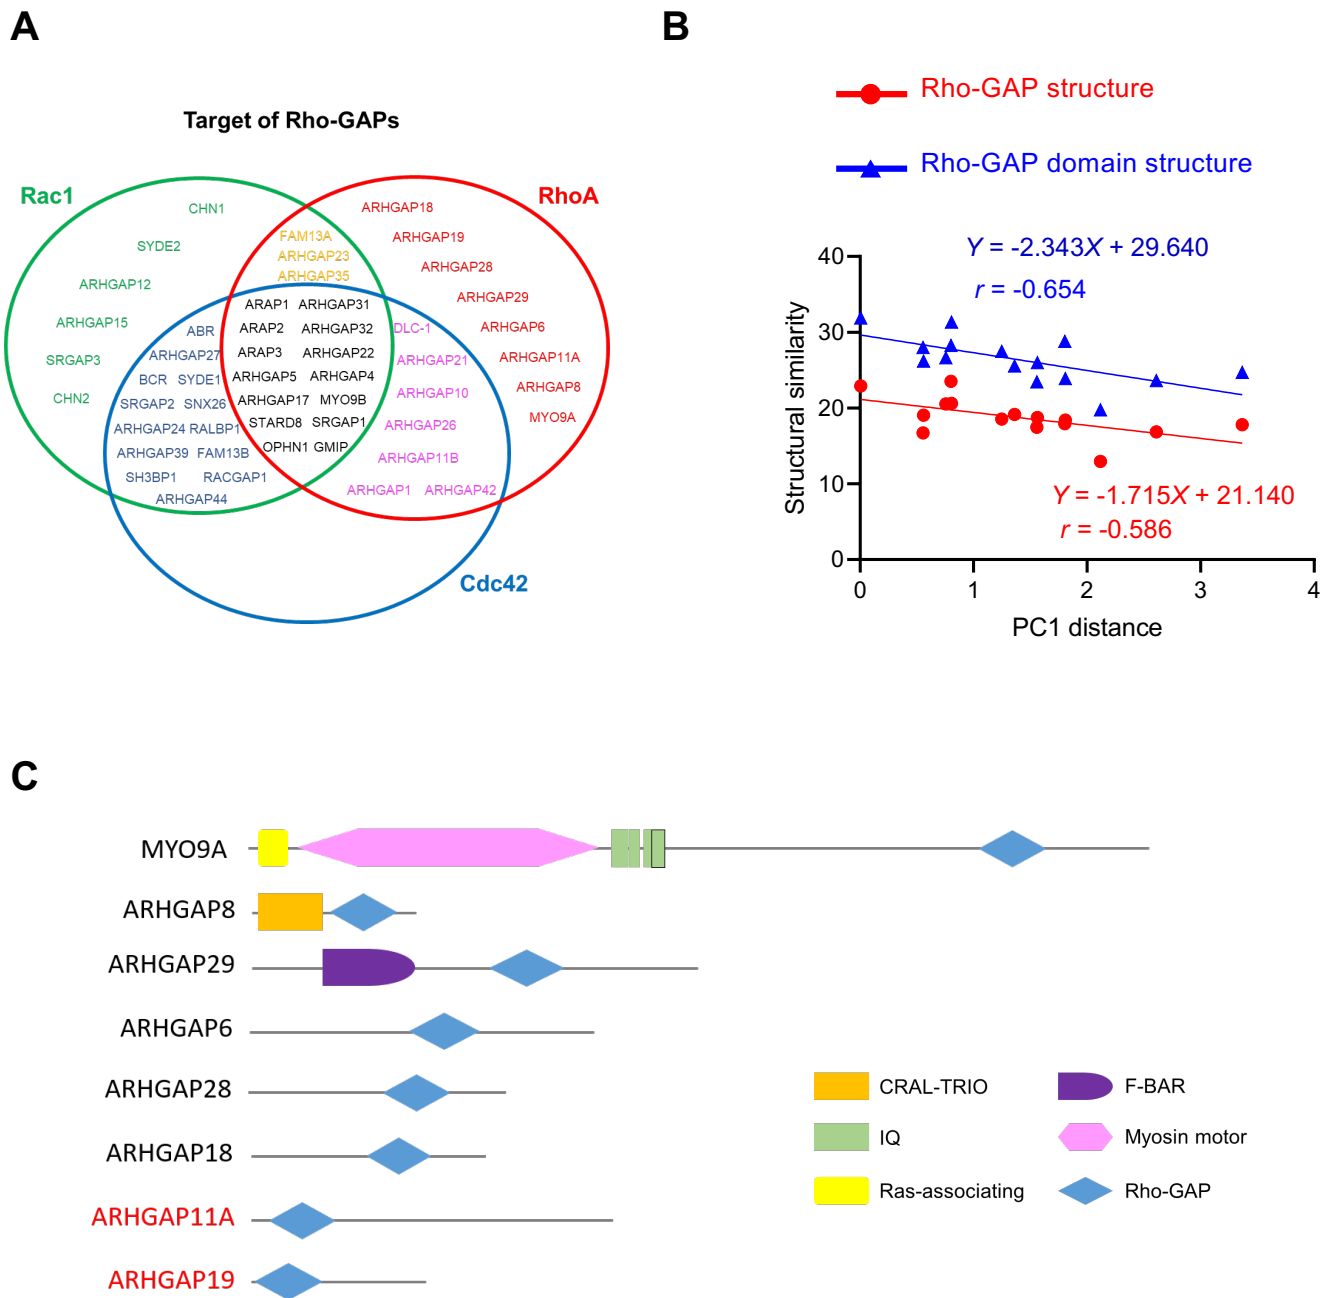 A
Target of Rho-GAPs
Rac1
RhoA
Cdc42
CHN1
SYDE2
ARHGAP12
ARHGAP15
SRGAP3
CHN2
FAM13A
ARHGAP23
ARHGAP35
ARHGAP18
ARHGAP19
ARHGAP28
ARHGAP29
ARHGAP6
ARHGAP11A
ARHGAP8
MYO9A
ABR
ARHGAP27
BCR SYDE1
SRGAP2 SNX26
ARHGAP24 RALBP1
ARHGAP39 FAM13B
SH3BP1 RACGAP1
ARHGAP44
ARAP1 ARHGAP31
ARAP2 ARHGAP32
ARAP3 ARHGAP22
ARHGAP5 ARHGAP4
ARHGAP17 MYO9B
STARD8 SRGAP1
OPHN1 GMIP
DLC-1
ARHGAP21
ARHGAP10
ARHGAP26
ARHGAP11B
ARHGAP1 ARHGAP42
B
Rho-GAP structure
Rho-GAP domain structure
Y = -2.343X + 29.640
r = -0.654
Y = -1.715X + 21.140
r = -0.586
Structural similarity
40
30
20
10
0
0 1 2 3 4
PC1 distance
C
MYO9A
ARHGAP8
ARHGAP29
ARHGAP6
ARHGAP28
ARHGAP18
ARHGAP11A
ARHGAP19
CRAL-TRIO
F-BAR
IQ
Myosin motor
Ras-associating
Rho-GAP